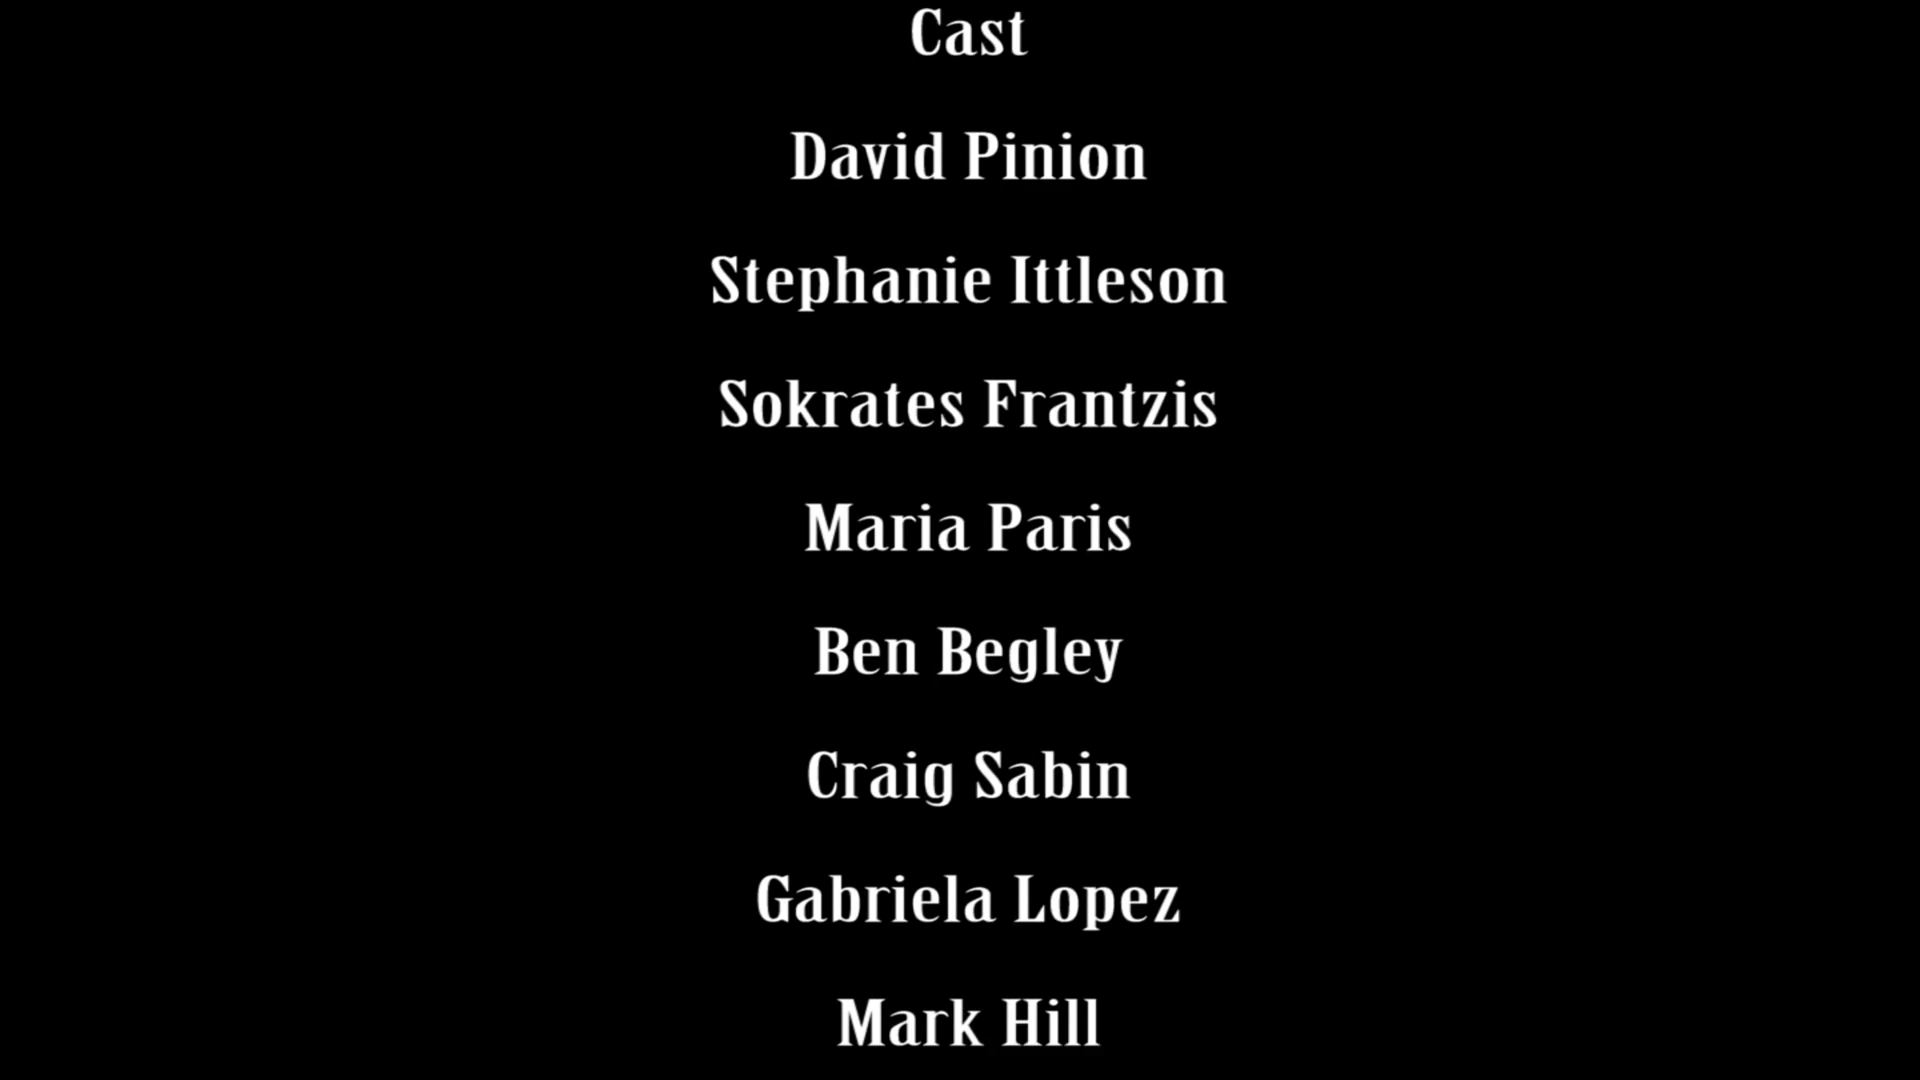 Cast
David Pinion
Stephanie Ittleson
Sokrates Frantzis
Maria Paris
Ben Begley
Craig Sabin
Gabriela Lopez
Mark Hill